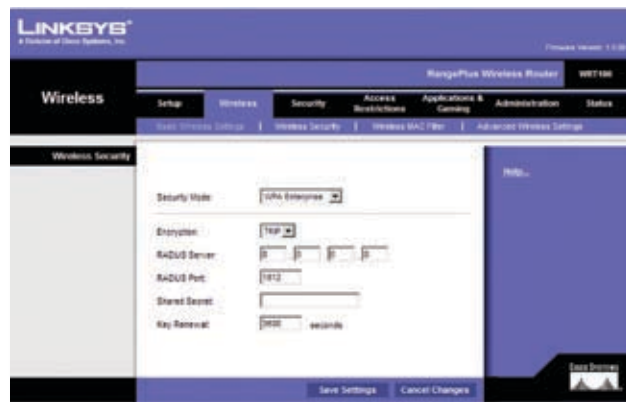 LINKSYS®
A Division of Cisco Systems, Inc.
RangePlus Wireless Router
WRT100
Wireless
Setup
Wireless
Security
Access Restrictions
Applications & Gaming
Administration
Status
Basic Wireless Settings | Wireless Security | Wireless MAC Filter | Advanced Wireless Settings
Wireless Security
Help...
Security Mode: WPA Enterprise
Encryption: TKIP
RADIUS Server: 0 . 0 . 0 . 0
RADIUS Port: 1812
Shared Secret:
Key Renewal: 3600 seconds
Save Settings
Cancel Changes
Cisco Systems